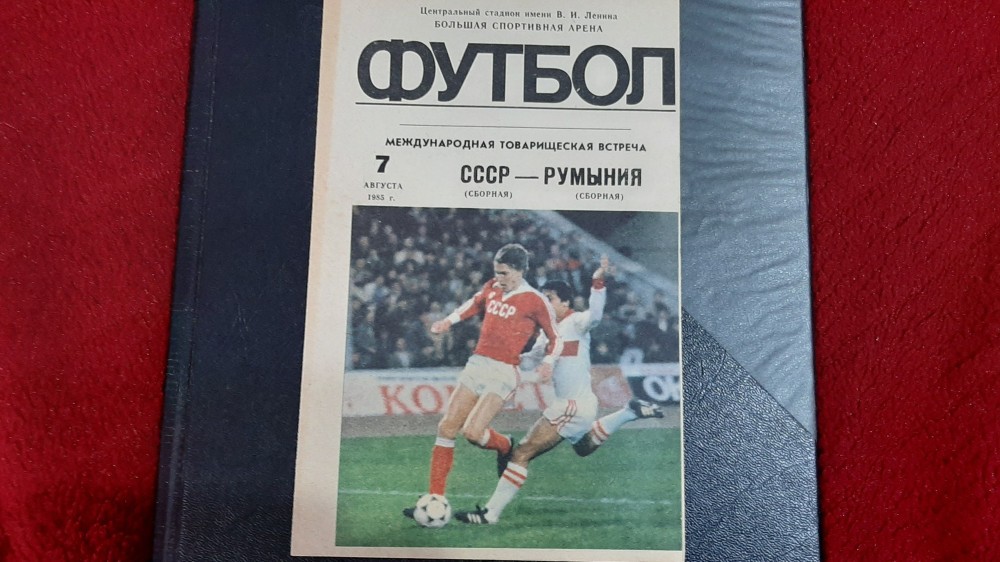 Центральный стадион имени В. И. Ленина
БОЛЬШАЯ СПОРТИВНАЯ АРЕНА
ФУТБОЛ
МЕЖДУНАРОДНАЯ ТОВАРИЩЕСКАЯ ВСТРЕЧА
7
АВГУСТА
1985 г.
СССР — РУМЫНИЯ
(СБОРНАЯ) (СБОРНАЯ)
СССР